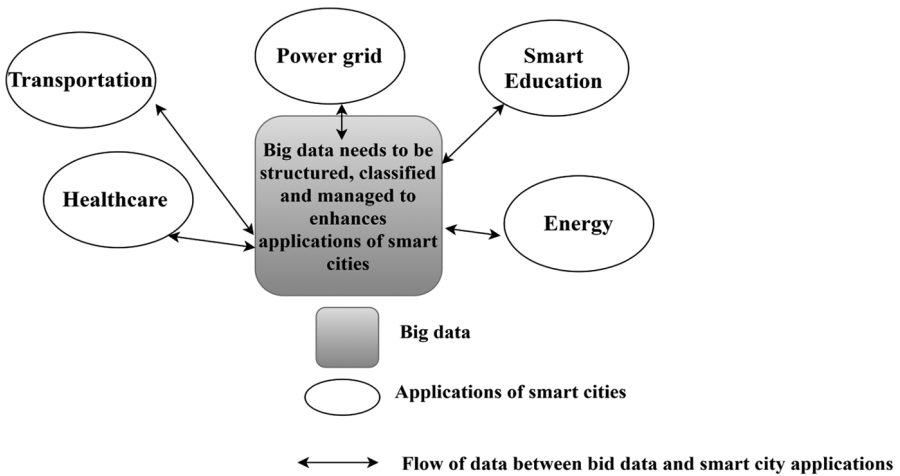 Transportation
Power grid
Smart
Education
Healthcare
Big data needs to be
structured, classified
and managed to
enhances
applications of smart
cities
Energy
Big data
Applications of smart cities
Flow of data between bid data and smart city applications